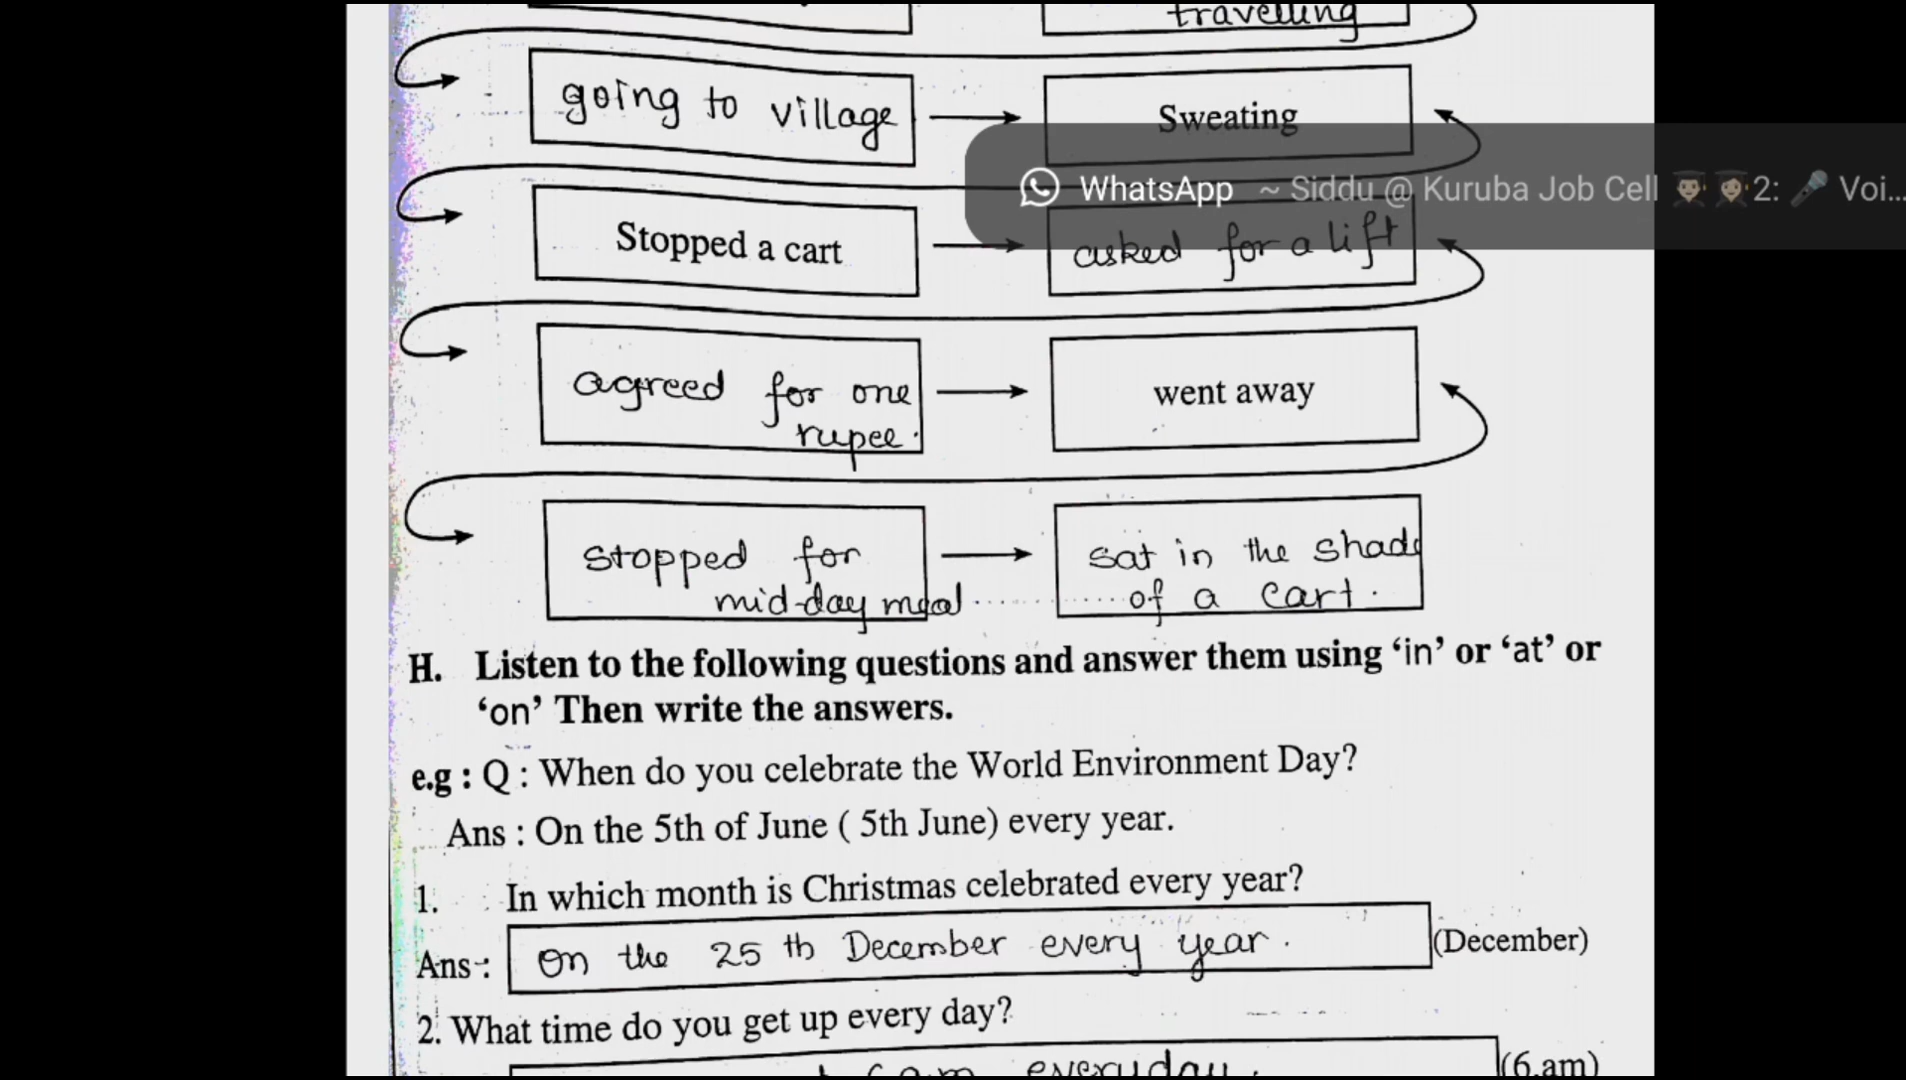 travelling
going to village
Sweating
WhatsApp ~ Siddu @ Kuruba Job Cell 2: Voi...
Stopped a cart
asked for a lift
agreed for one
rupee.
went away
stopped for
mid-day meal
sat in the shade
of a cart.
H. Listen to the following questions and answer them using ‘in’ or ‘at’ or
‘on’ Then write the answers.
e.g : Q : When do you celebrate the World Environment Day?
Ans : On the 5th of June ( 5th June) every year.
1. In which month is Christmas celebrated every year?
Ans : On the 25 th December every year. (December)
2. What time do you get up every day?
everyday. (6.am)